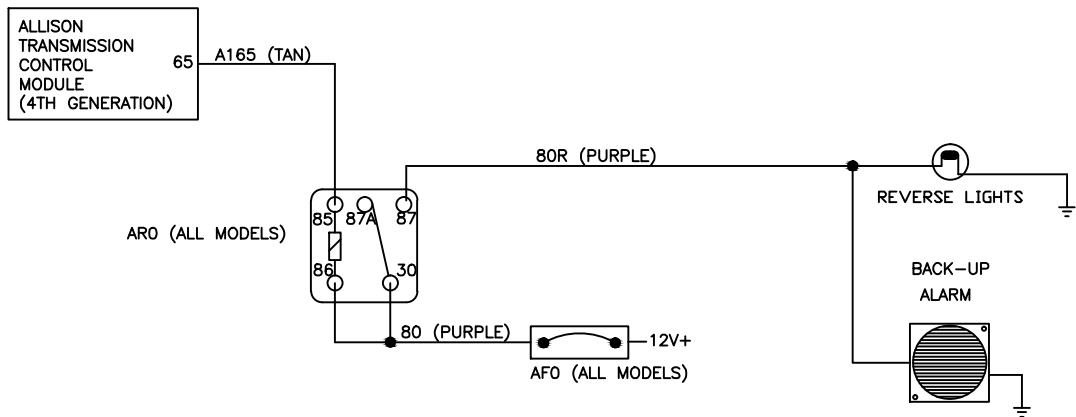 ALLISON
TRANSMISSION
CONTROL
MODULE
(4TH GENERATION)
65
A165 (TAN)
80R (PURPLE)
REVERSE LIGHTS
85
87A
87
ARO (ALL MODELS)
86
30
BACK-UP
ALARM
80 (PURPLE)
12V+
AFO (ALL MODELS)